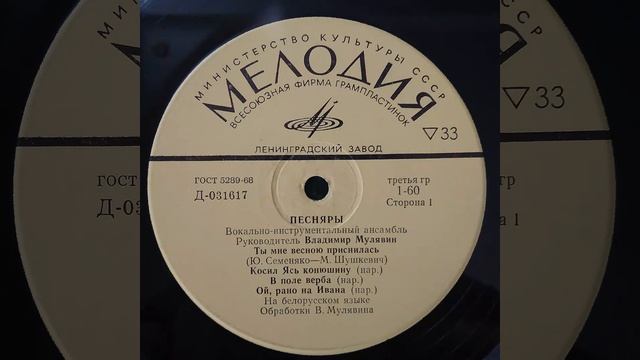 МИНИСТЕРСТВО КУЛЬТУРЫ СССР
МЕЛОДИЯ
ВСЕСОЮЗНАЯ ФИРМА ГРАМПЛАСТИНОК
▽33
ЛЕНИНГРАДСКИЙ ЗАВОД
ГОСТ 5289-68
Д-031617
третья гр
1-60
Сторона 1
ПЕСНЯРЫ
Вокально-инструментальный ансамбль
Руководитель Владимир Мулявин
Ты мне весною приснилась
(Ю. Семеняко—М. Шушкевич)
Косил Ясь конюшину (нар.)
В поле верба (нар.)
Ой, рано на Ивана (нар.)
На белорусском языке
Обработки В. Мулявина
▽33
ГОСТ
Д-0
гр
60
а 1